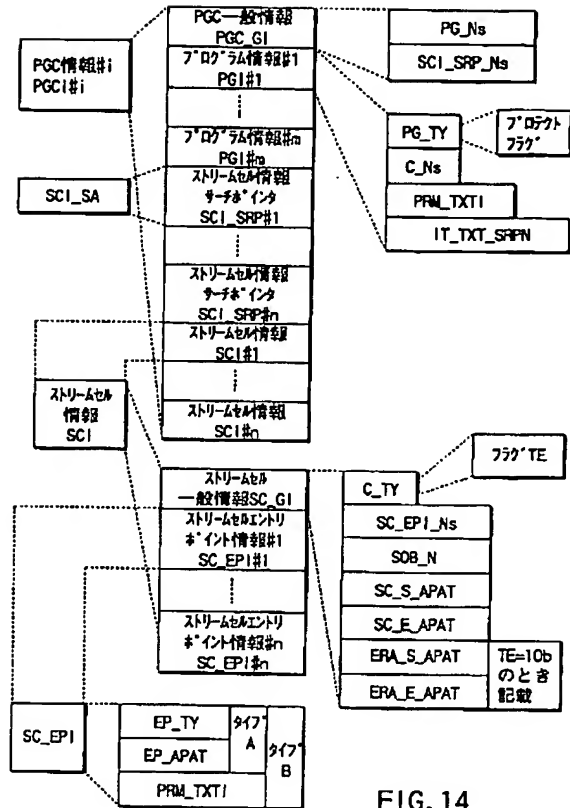 PGC情報#i
PGCI#i
PGC一般情報
PGC_GI
プログラム情報#1
PGI#1
プログラム情報#m
PGI#m
ストリームセル情報
サーチポインタ
SCI_SRP#1
ストリームセル情報
サーチポインタ
SCI_SRP#n
ストリームセル情報
SCI#1
ストリームセル情報
SCI#n
PG_Ns
SCI_SRP_Ns
PG_TY
C_Ns
PRM_TXTI
IT_TXT_SRPN
プロテクト
フラグ
SCI_SA
ストリームセル
情報
SCI
ストリームセル
一般情報SC_GI
ストリームセルエントリ
ポイント情報#1
SC_EPI#1
ストリームセルエントリ
ポイント情報#n
SC_EPI#n
C_TY
SC_EPI_Ns
SOB_N
SC_S_APAT
SC_E_APAT
ERA_S_APAT
ERA_E_APAT
フラグTE
TE=10b
のとき
記載
SC_EPI
EP_TY
EP_APAT
PRM_TXTI
タイプ
A
タイプ
B
FIG. 14